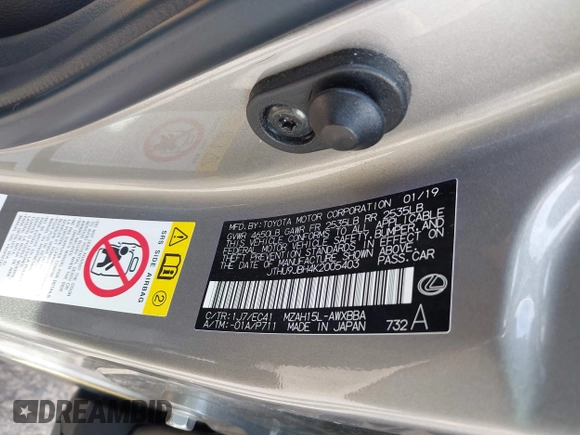 MFD. BY: TOYOTA MOTOR CORPORATION 01/19
GVWR 4650LB GAWR FR 2535LB RR 2535LB
THIS VEHICLE CONFORMS TO ALL APPLICABLE
FEDERAL MOTOR VEHICLE SAFETY, BUMPER, AND
THEFT PREVENTION STANDARDS IN EFFECT ON
THE DATE OF MANUFACTURE SHOWN ABOVE.
JTHU9JBH4K2005403 PASS. CAR
C/TR: 1J7/EC41 MZAH15L-AWXBBA
A/TM: -01A/P711 MADE IN JAPAN 732 A
SRS SIDE AIRBAG
DREAMBID
DREAMBID.COM